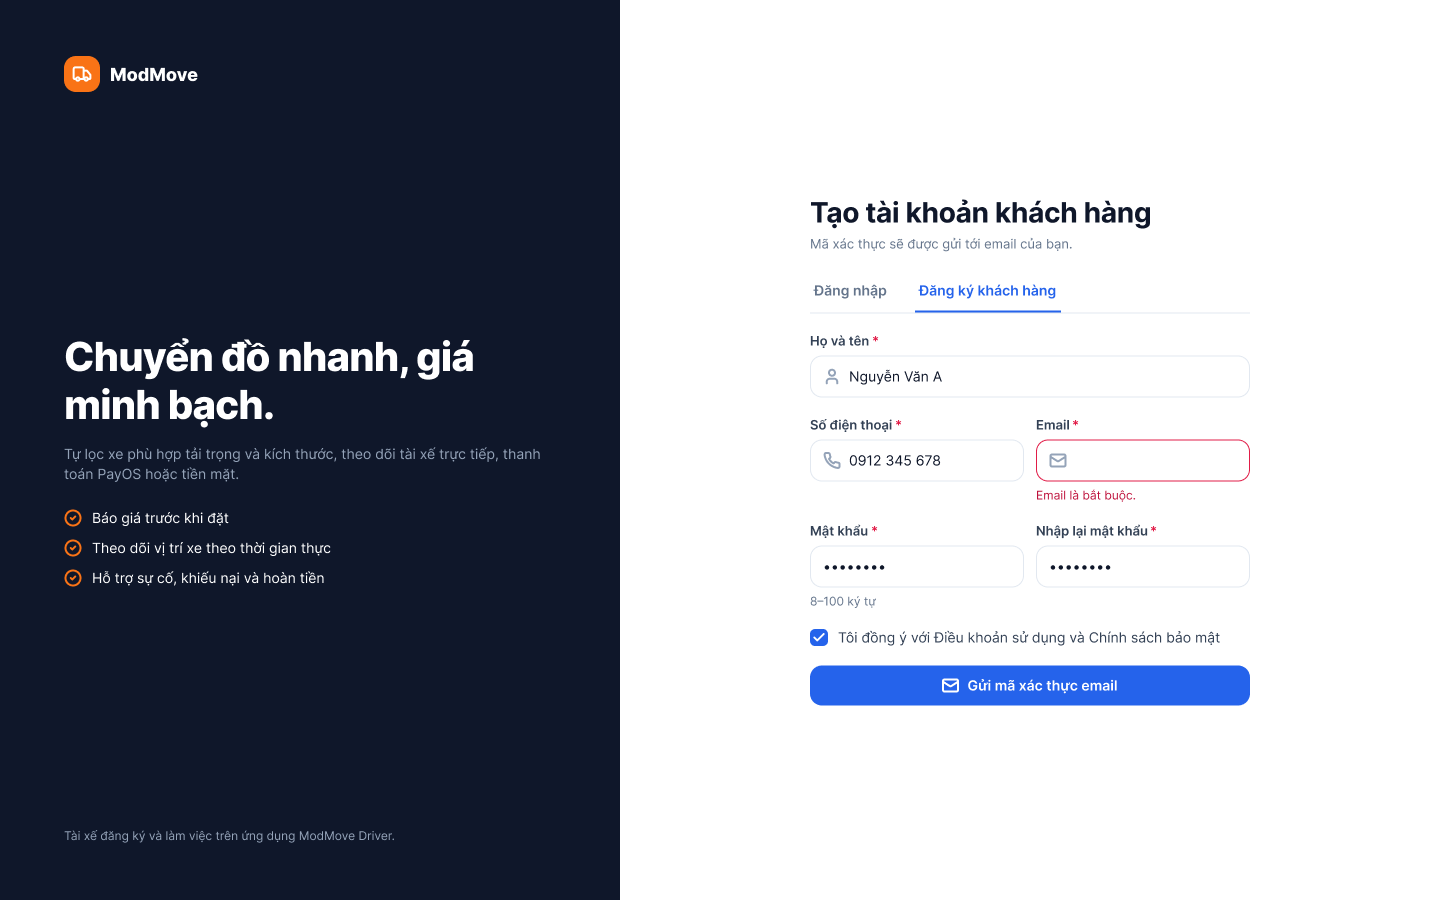 ModMove
Chuyển đồ nhanh, giá
minh bạch.
Tự lọc xe phù hợp tải trọng và kích thước, theo dõi tài xế trực tiếp, thanh
toán PayOS hoặc tiền mặt.
Báo giá trước khi đặt
Theo dõi vị trí xe theo thời gian thực
Hỗ trợ sự cố, khiếu nại và hoàn tiền
Tài xế đăng ký và làm việc trên ứng dụng ModMove Driver.
Tạo tài khoản khách hàng
Mã xác thực sẽ được gửi tới email của bạn.
Đăng nhập
Đăng ký khách hàng
Họ và tên *
Nguyễn Văn A
Số điện thoại *
0912 345 678
Email *
Email là bắt buộc.
Mật khẩu *
••••••••
8–100 ký tự
Nhập lại mật khẩu *
••••••••
Tôi đồng ý với Điều khoản sử dụng và Chính sách bảo mật
Gửi mã xác thực email